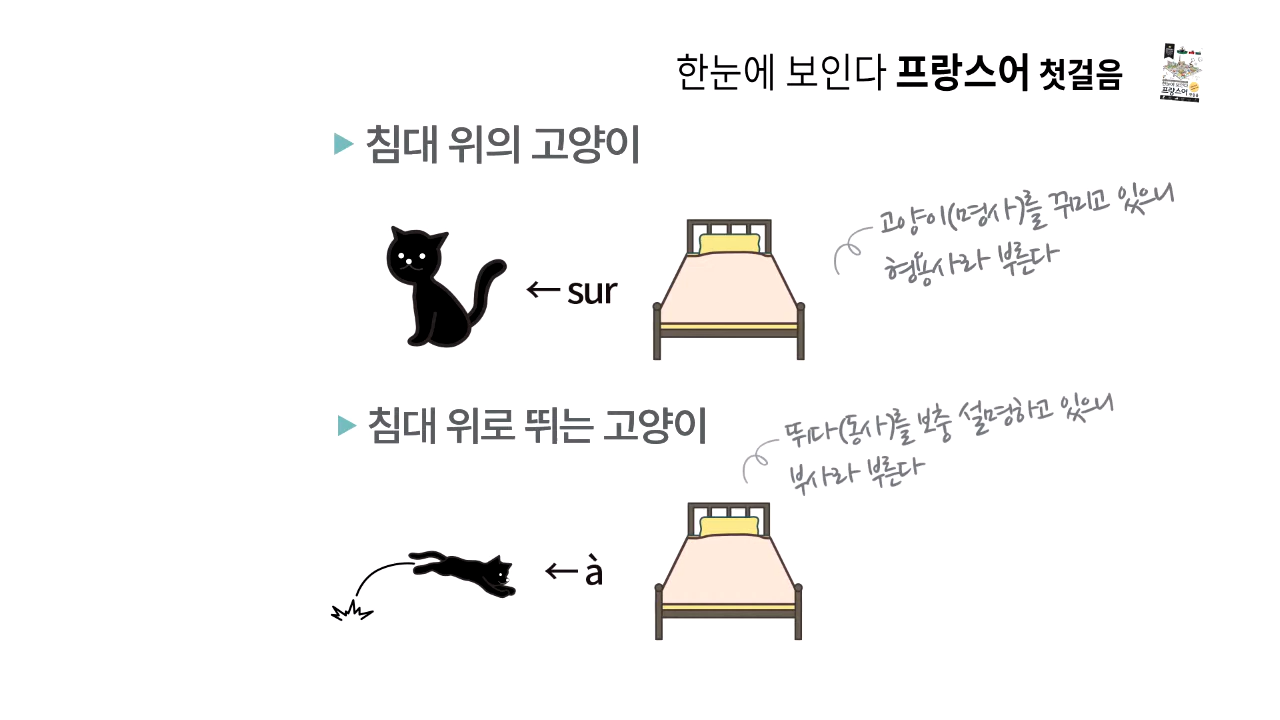 한눈에 보인다 프랑스어 첫걸음
▶ 침대 위의 고양이
고양이(명사)를 꾸미고 있으니
형용사라 부른다
← sur
▶ 침대 위로 뛰는 고양이
뛰다(동사)를 보충 설명하고 있으니
부사라 부른다
← à